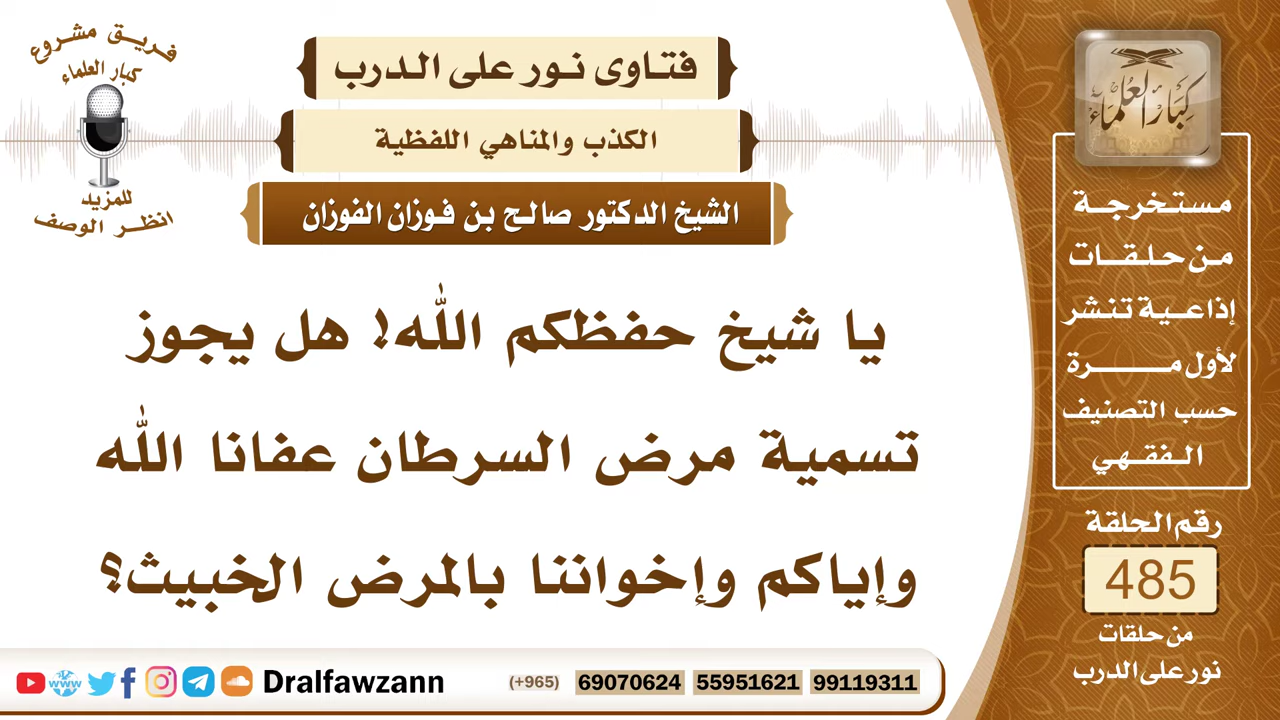 فريق مشروع
كبار العلماء
للمزيد
انظر الوصف
فتاوى نور على الدرب
الكذب والمناهي اللفظية
الشيخ الدكتور صالح بن فوزان الفوزان
يا شيخ حفظكم الله! هل يجوز
تسمية مرض السرطان عفانا الله
وإياكم وإخواننا بالمرض الخبيث؟
كبار العلماء
مستخرجة
من حلقات
إذاعية تنشر
لأول مرة
حسب التصنيف
الفقهي
رقم الحلقة
485
من حلقات
نور على الدرب
www
Dralfawzann
(+965) 69070624 55951621 99119311